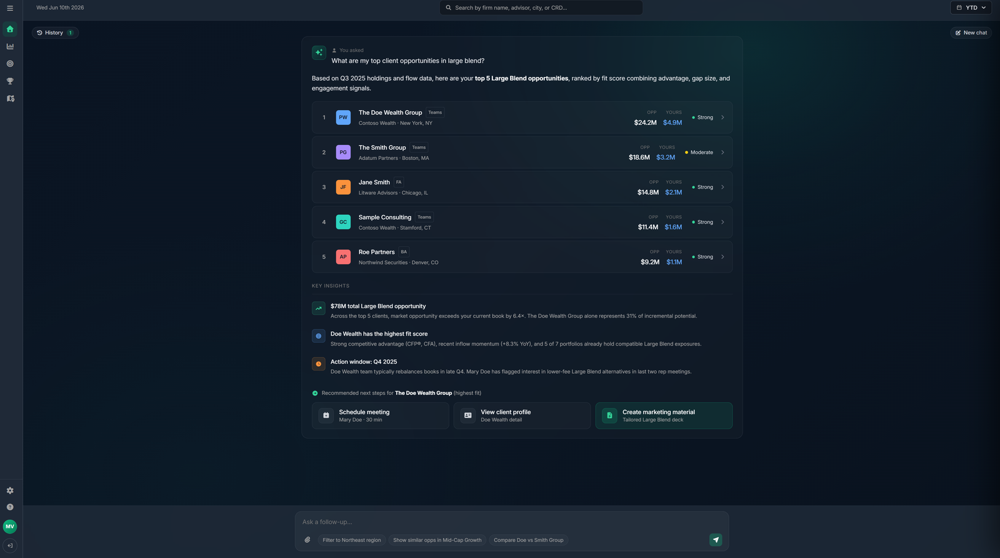 Wed Jun 10th 2026
Search by firm name, advisor, city, or CRD...
YTD
History 1
New chat
You asked
What are my top client opportunities in large blend?
Based on Q3 2025 holdings and flow data, here are your top 5 Large Blend opportunities, ranked by fit score combining advantage, gap size, and
engagement signals.
1
PW
The Doe Wealth Group Teams
Contoso Wealth · New York, NY
OPP YOURS
$24.2M $4.9M
Strong
2
PG
The Smith Group Teams
Adatum Partners · Boston, MA
OPP YOURS
$18.6M $3.2M
Moderate
3
JF
Jane Smith FA
Litware Advisors · Chicago, IL
OPP YOURS
$14.8M $2.1M
Strong
4
GC
Sample Consulting Teams
Contoso Wealth · Stamford, CT
OPP YOURS
$11.4M $1.6M
Strong
5
AP
Roe Partners BA
Northwind Securities · Denver, CO
OPP YOURS
$9.2M $1.1M
Strong
KEY INSIGHTS
$78M total Large Blend opportunity
Across the top 5 clients, market opportunity exceeds your current book by 6.4×. The Doe Wealth Group alone represents 31% of incremental potential.
Doe Wealth has the highest fit score
Strong competitive advantage (CFP®, CFA), recent inflow momentum (+8.3% YoY), and 5 of 7 portfolios already hold compatible Large Blend exposures.
Action window: Q4 2025
Doe Wealth team typically rebalances books in late Q4. Mary Doe has flagged interest in lower-fee Large Blend alternatives in last two rep meetings.
Recommended next steps for The Doe Wealth Group (highest fit)
Schedule meeting
Mary Doe · 30 min
View client profile
Doe Wealth detail
Create marketing material
Tailored Large Blend deck
MV
Ask a follow-up...
Filter to Northeast region
Show similar opps in Mid-Cap Growth
Compare Doe vs Smith Group